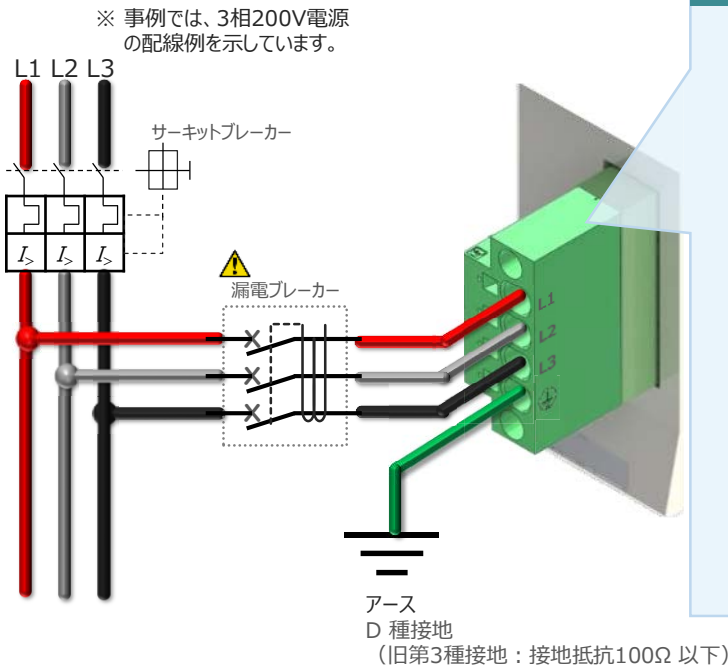 ※ 事例では、3相200V電源
の配線例を示しています。
L1 L2 L3
サーキットブレーカー
I> I> I>
漏電ブレーカー
L1
L2
L3
アース
D 種接地
（旧第3種接地：接地抵抗100Ω 以下）